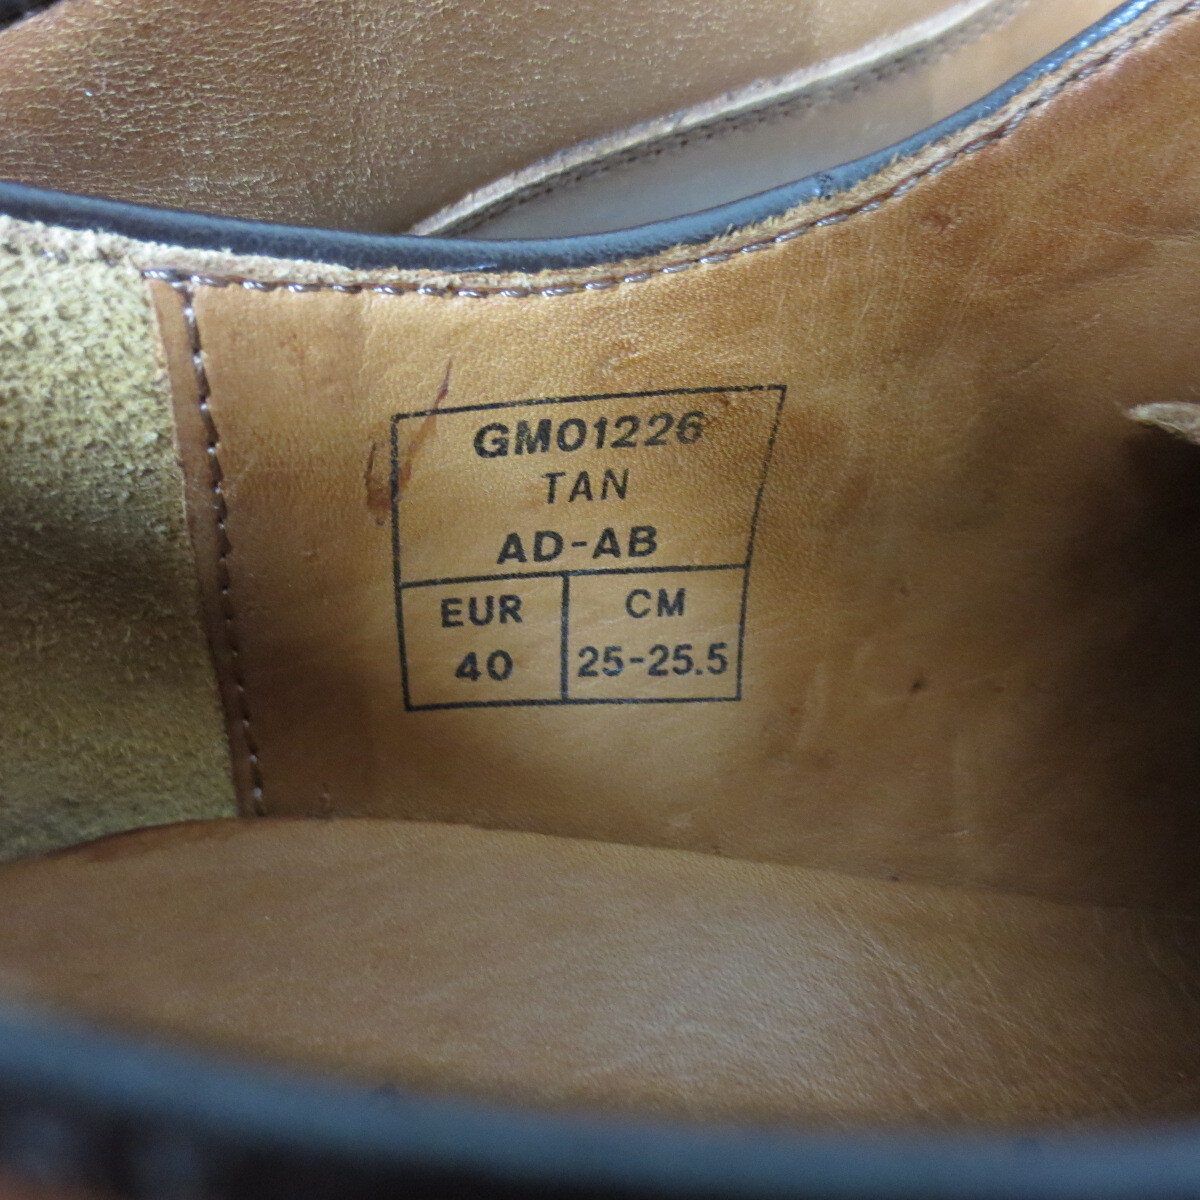 GM01226
TAN
AD-AB
EUR CM
40 25-25.5